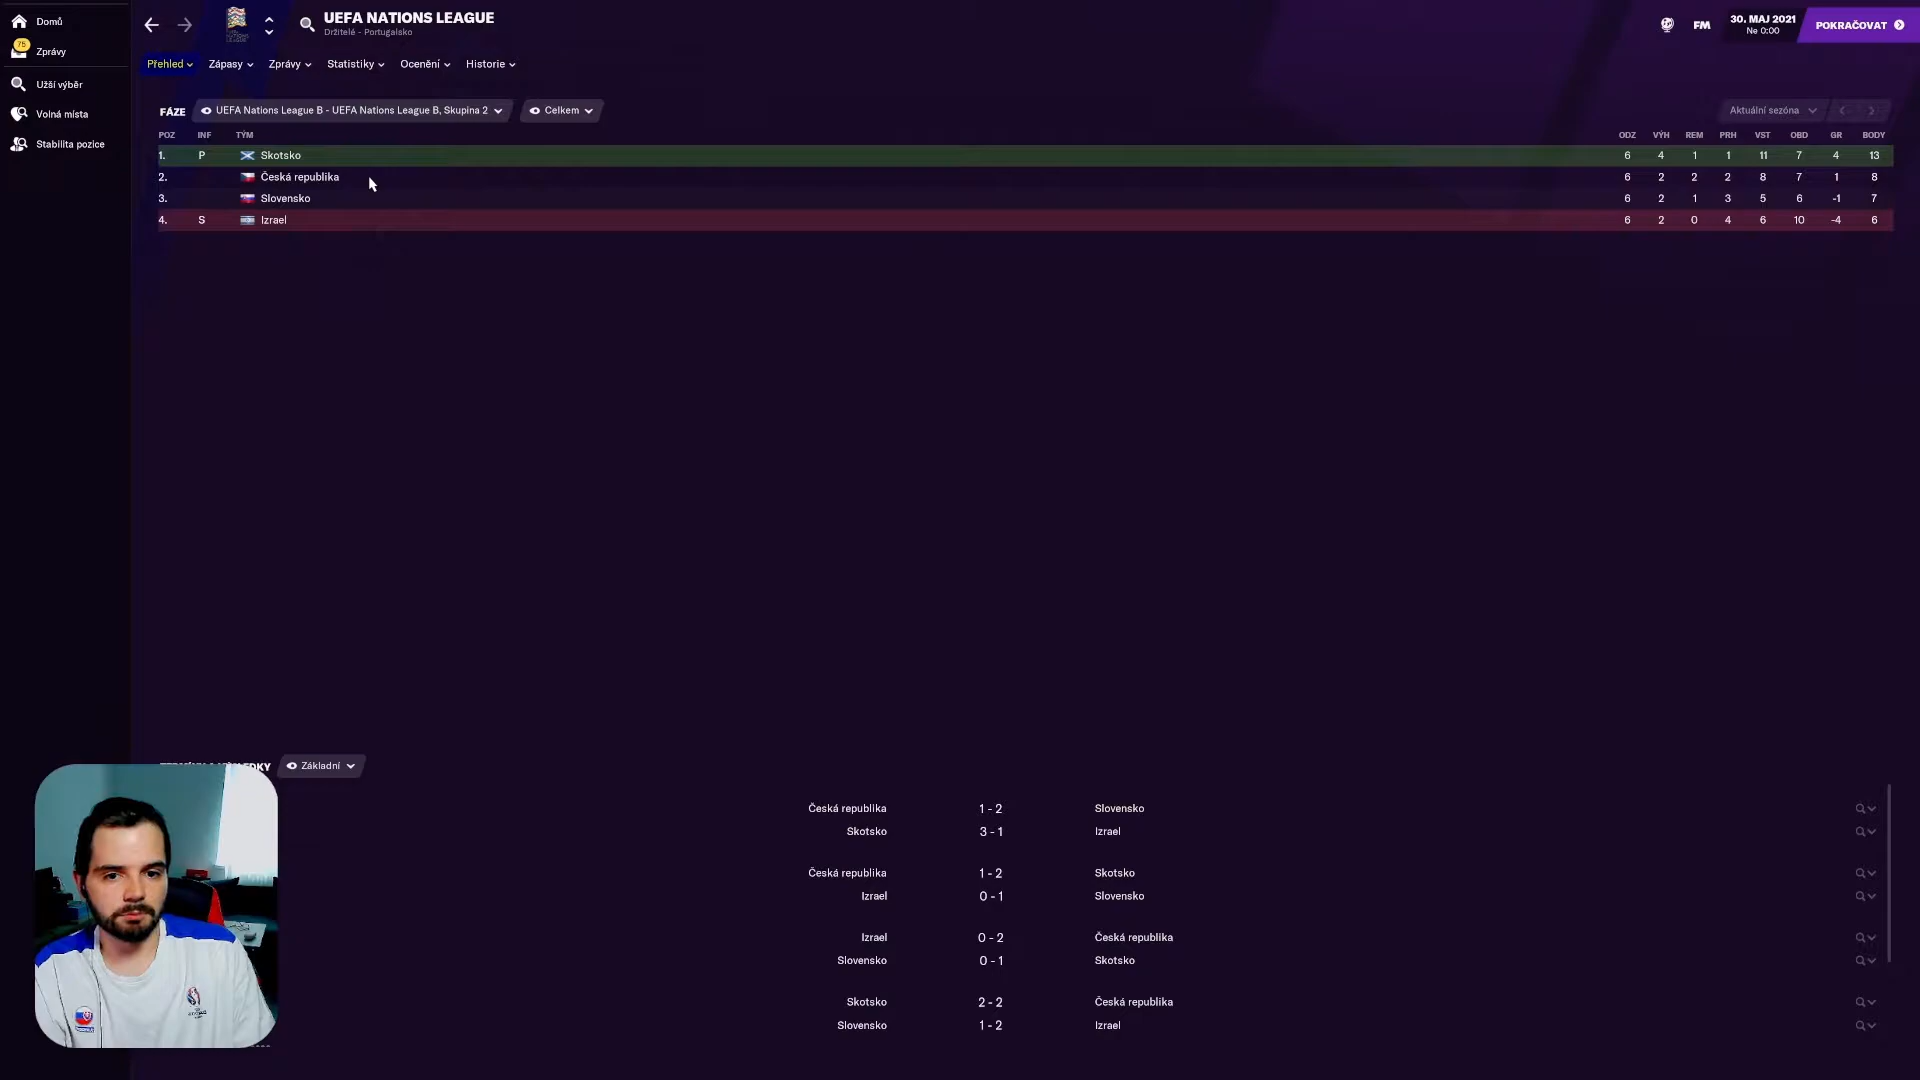 Domů
75
Zprávy
Užší výběr
Volná místa
Stabilita pozice
UEFA NATIONS LEAGUE
Držitelé - Portugalsko
FM
30. MAJ 2021
Ne 0:00
POKRAČOVAT
Přehled
Zápasy
Zprávy
Statistiky
Ocenění
Historie
FÁZE
UEFA Nations League B - UEFA Nations League B, Skupina 2
Celkem
Aktuální sezóna
POZ INF TÝM ODZ VÝH REM PRH VST OBD GR BODY
1. P Skotsko 6 4 1 1 11 7 4 13
2. Česká republika 6 2 2 2 8 7 1 8
3. Slovensko 6 2 1 3 5 6 -1 7
4. S Izrael 6 2 0 4 6 10 -4 6
Základní
Česká republika 1 - 2 Slovensko
Skotsko 3 - 1 Izrael
Česká republika 1 - 2 Skotsko
Izrael 0 - 1 Slovensko
Izrael 0 - 2 Česká republika
Slovensko 0 - 1 Skotsko
Skotsko 2 - 2 Česká republika
Slovensko 1 - 2 Izrael